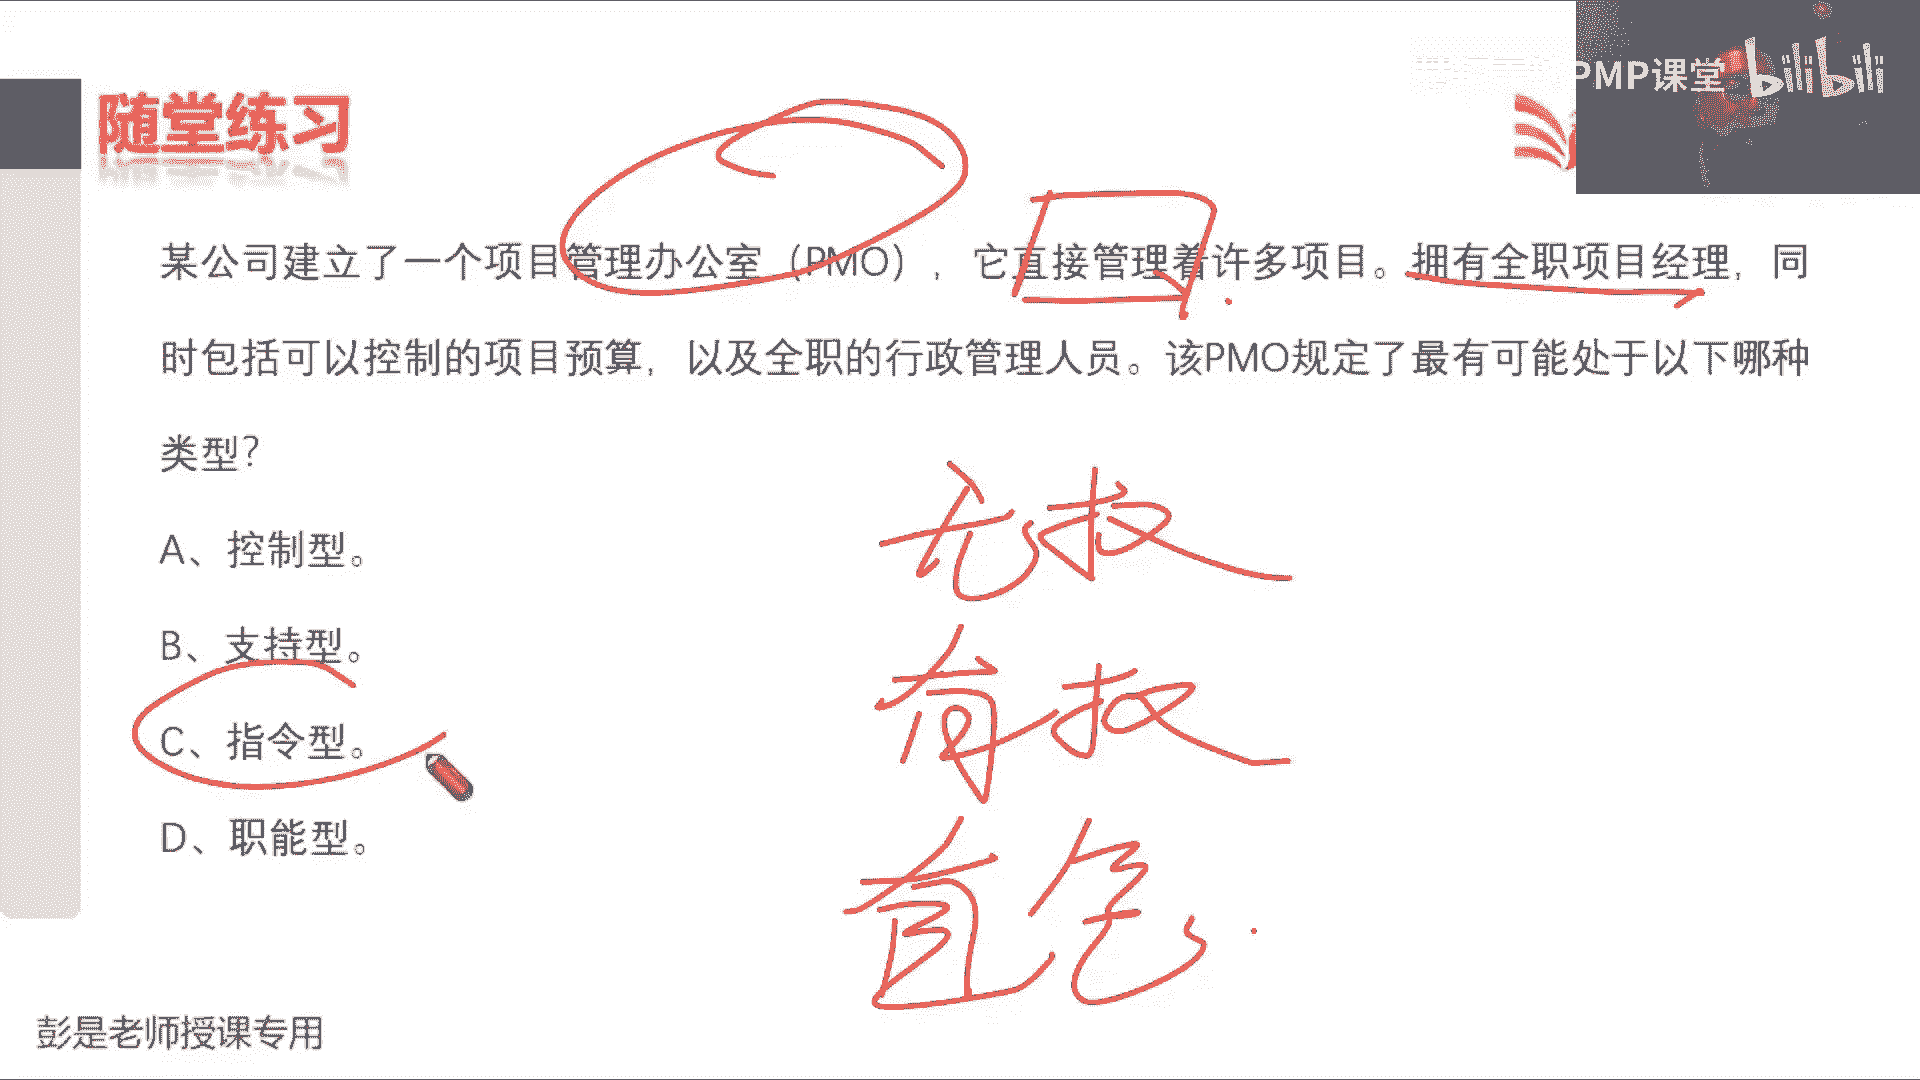 PMP课堂 bilibili
随堂练习
某公司建立了一个项目管理办公室（PMO），它直接管理着许多项目。拥有全职项目经理，同
时包括可以控制的项目预算，以及全职的行政管理人员。该PMO规定了最有可能处于以下哪种
类型？
无权
A、控制型。
B、支持型。
有权
C、指令型。
D、职能型。
直管
彭是老师授课专用